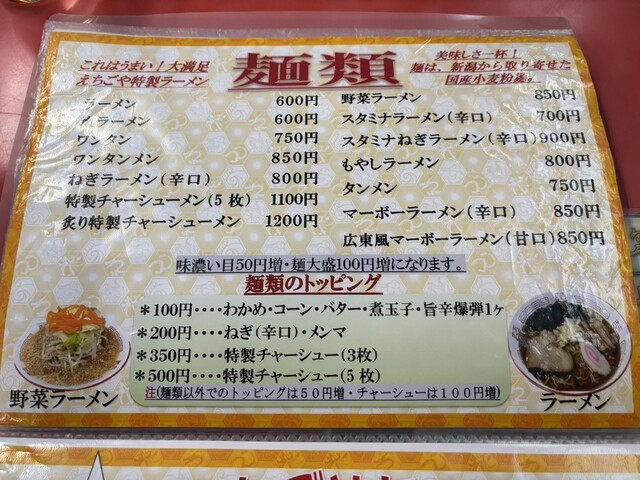 これはうまい!大満足
えちごや特製ラーメン
麺類
美味しさ一杯!
麺は、新潟から取り寄せた
国産小麦粉麺。
ラーメン 600円
ラーメン 600円
ワンタン 750円
ワンタンメン 850円
ねぎラーメン(辛口) 800円
特製チャーシューメン(5枚) 1100円
炙り特製チャーシューメン 1200円
野菜ラーメン 850円
スタミナラーメン(辛口) 700円
スタミナねぎラーメン(辛口)900円
もやしラーメン 800円
タンメン 750円
マーボーラーメン(辛口) 850円
広東風マーボーラーメン(甘口)850円
味濃い目50円増・麺大盛100円増になります。
麺類のトッピング
*100円‥‥わかめ・コーン・バター・煮玉子・旨辛爆弾1ヶ
*200円‥‥ねぎ(辛口)・メンマ
*350円‥‥特製チャーシュー(3枚)
*500円‥‥特製チャーシュー(5枚)
注(麺類以外でのトッピングは50円増・チャーシューは100円増)
野菜ラーメン
ラーメン